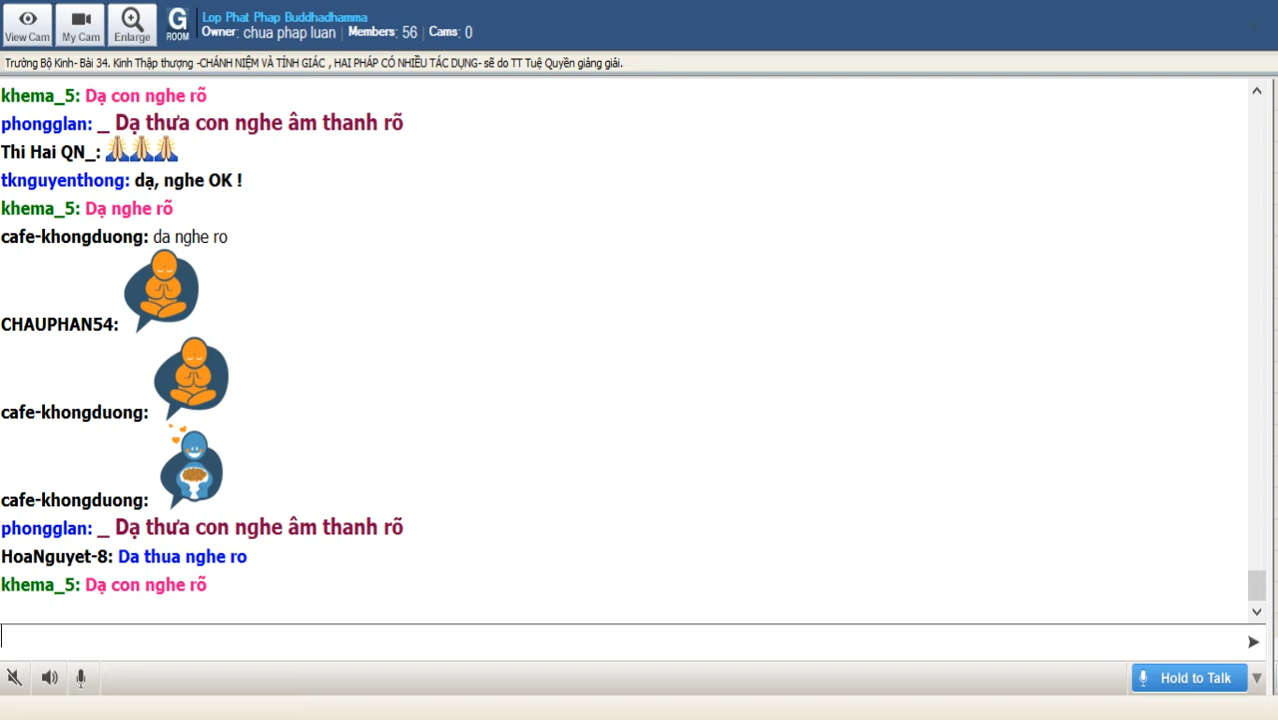 View Cam My Cam Enlarge G ROOM Lop Phat Phap Buddhadhamma
Owner: chua phap luan | Members: 56 | Cams: 0
Trường Bộ Kinh- Bài 34. Kinh Thập thượng -CHÁNH NIỆM VÀ TỈNH GIÁC , HAI PHÁP CÓ NHIỀU TÁC DỤNG- sẽ do TT Tuệ Quyền giảng giải.
khema_5: Dạ con nghe rõ
phongglan: _ Dạ thưa con nghe âm thanh rõ
Thi Hai QN_: 🙏🙏🙏
tknguyenthong: dạ, nghe OK !
khema_5: Dạ nghe rõ
cafe-khongduong: da nghe ro
CHAUPHAN54:
cafe-khongduong:
cafe-khongduong:
phongglan: _ Dạ thưa con nghe âm thanh rõ
HoaNguyet-8: Da thua nghe ro
khema_5: Dạ con nghe rõ
Hold to Talk